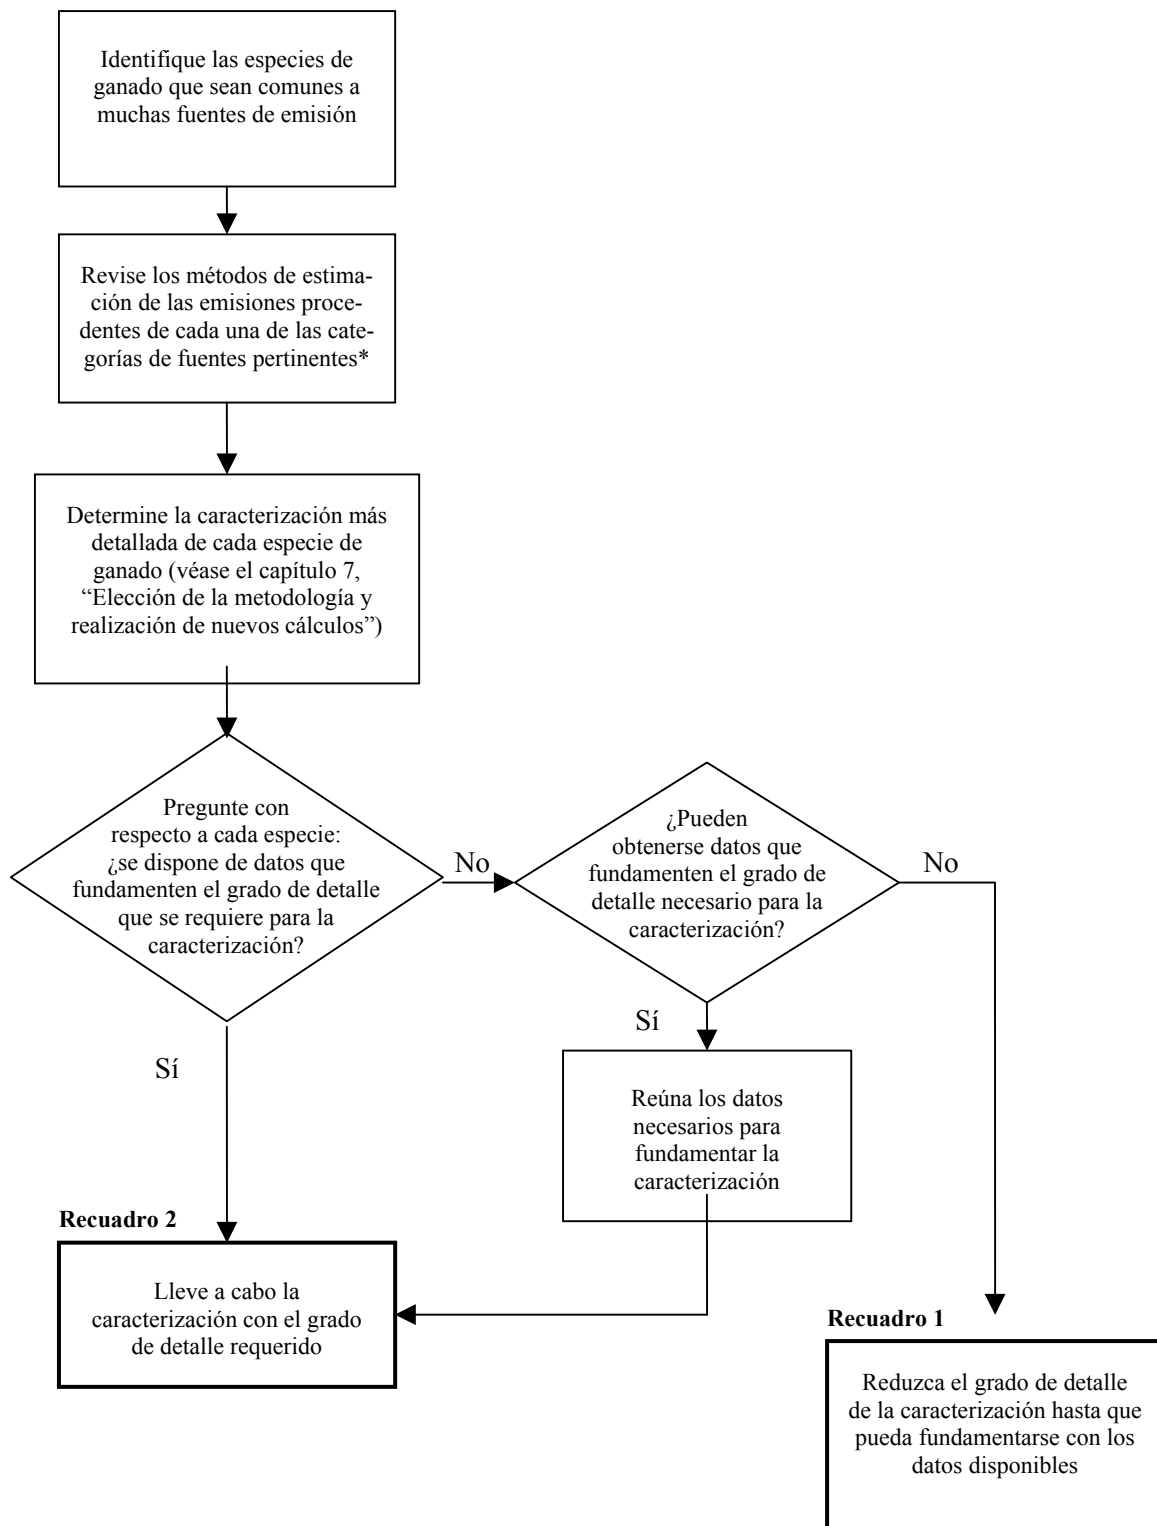 Identifique las especies de
ganado que sean comunes a
muchas fuentes de emisión
Revise los métodos de estima-
ción de las emisiones proce-
dentes de cada una de las cate-
gorías de fuentes pertinentes*
Determine la caracterización más
detallada de cada especie de
ganado (véase el capítulo 7,
“Elección de la metodología y
realización de nuevos cálculos”)
Pregunte con
respecto a cada especie:
¿se dispone de datos que
fundamenten el grado de detalle
que se requiere para la
caracterización?
No
¿Pueden
obtenerse datos que
fundamenten el grado de
detalle necesario para la
caracterización?
No
Sí
Sí
Reúna los datos
necesarios para
fundamentar la
caracterización
Recuadro 2
Lleve a cabo la
caracterización con el grado
de detalle requerido
Recuadro 1
Reduzca el grado de detalle
de la caracterización hasta que
pueda fundamentarse con los
datos disponibles